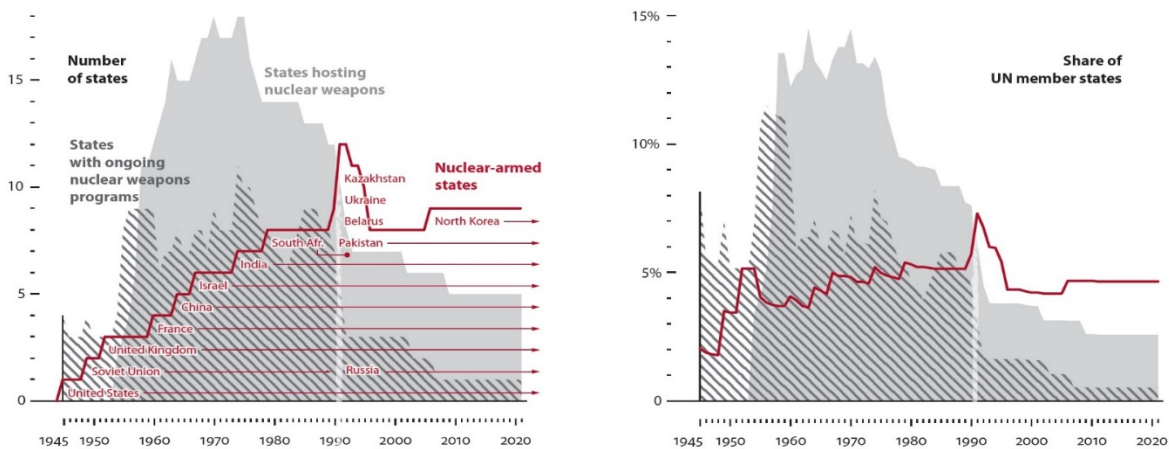 Number
of states
15
10
5
0
States hosting
nuclear weapons
States
with ongoing
nuclear weapons
programs
Nuclear-armed
states
Kazakhstan
Ukraine
Belarus
North Korea
South Afr.
Pakistan
India
Israel
China
France
United Kingdom
Soviet Union
Russia
United States
1945 1950 1960 1970 1980 1990 2000 2010 2020
15%
10%
5%
0
Share of
UN member states
1945 1950 1960 1970 1980 1990 2000 2010 2020